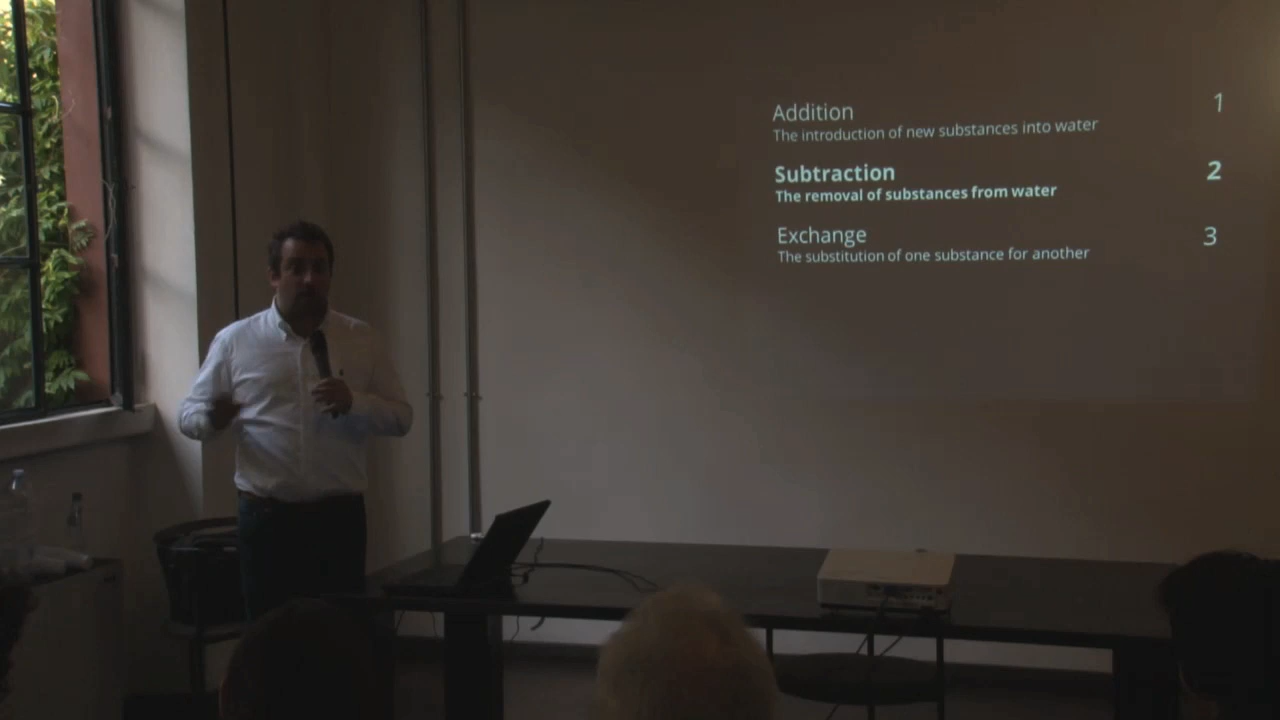 Addition 1
The introduction of new substances into water
Subtraction 2
The removal of substances from water
Exchange 3
The substitution of one substance for another